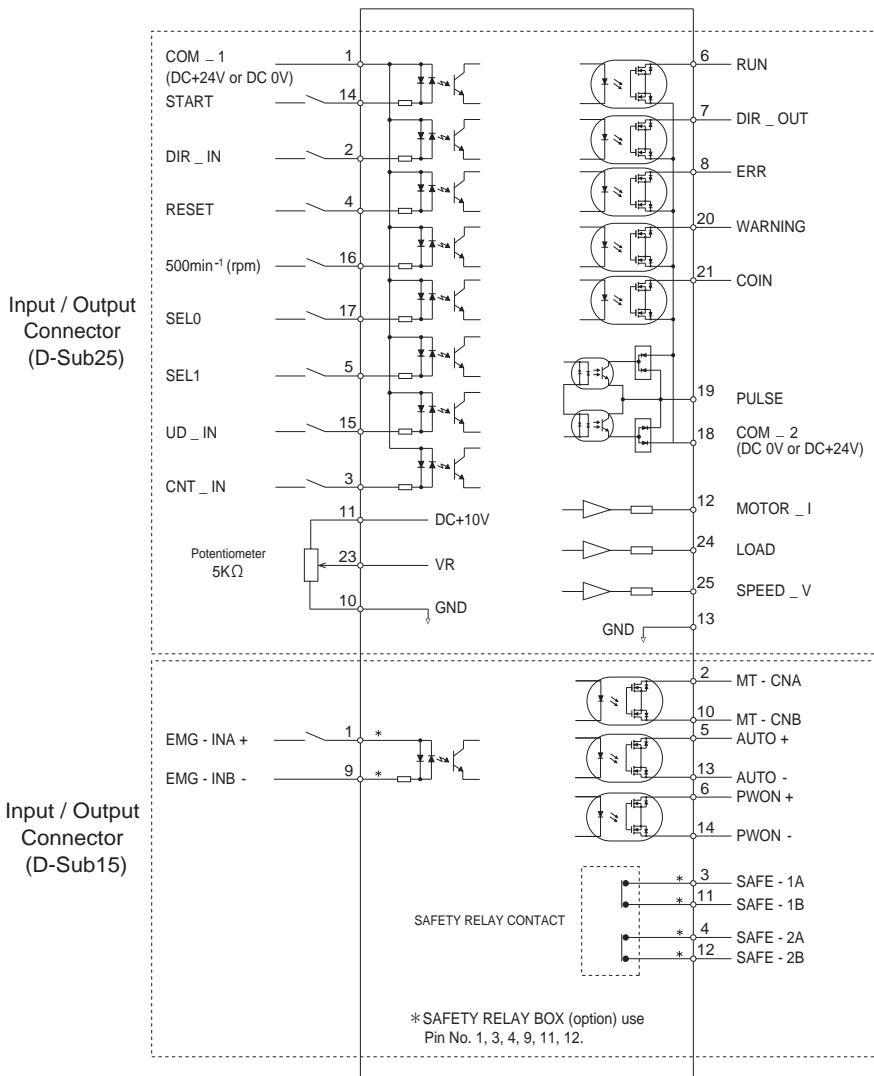 COM _ 1 1
(DC+24V or DC 0V)
START 14
DIR _ IN 2
RESET 4
500min⁻¹ (rpm) 16
SEL0 17
SEL1 5
UD _ IN 15
CNT _ IN 3
11 DC+10V
Potentiometer
5KΩ
23 VR
10 GND
Input / Output
Connector
(D-Sub25)
6 RUN
7 DIR _ OUT
8 ERR
20 WARNING
21 COIN
19 PULSE
18 COM _ 2
(DC 0V or DC+24V)
12 MOTOR _ I
24 LOAD
25 SPEED _ V
GND 13
Input / Output
Connector
(D-Sub15)
EMG - INA + 1 *
EMG - INB - 9 *
2 MT - CNA
10 MT - CNB
5 AUTO +
13 AUTO -
6 PWON +
14 PWON -
SAFETY RELAY CONTACT
* 3 SAFE - 1A
* 11 SAFE - 1B
* 4 SAFE - 2A
* 12 SAFE - 2B
*SAFETY RELAY BOX (option) use
Pin No. 1, 3, 4, 9, 11, 12.